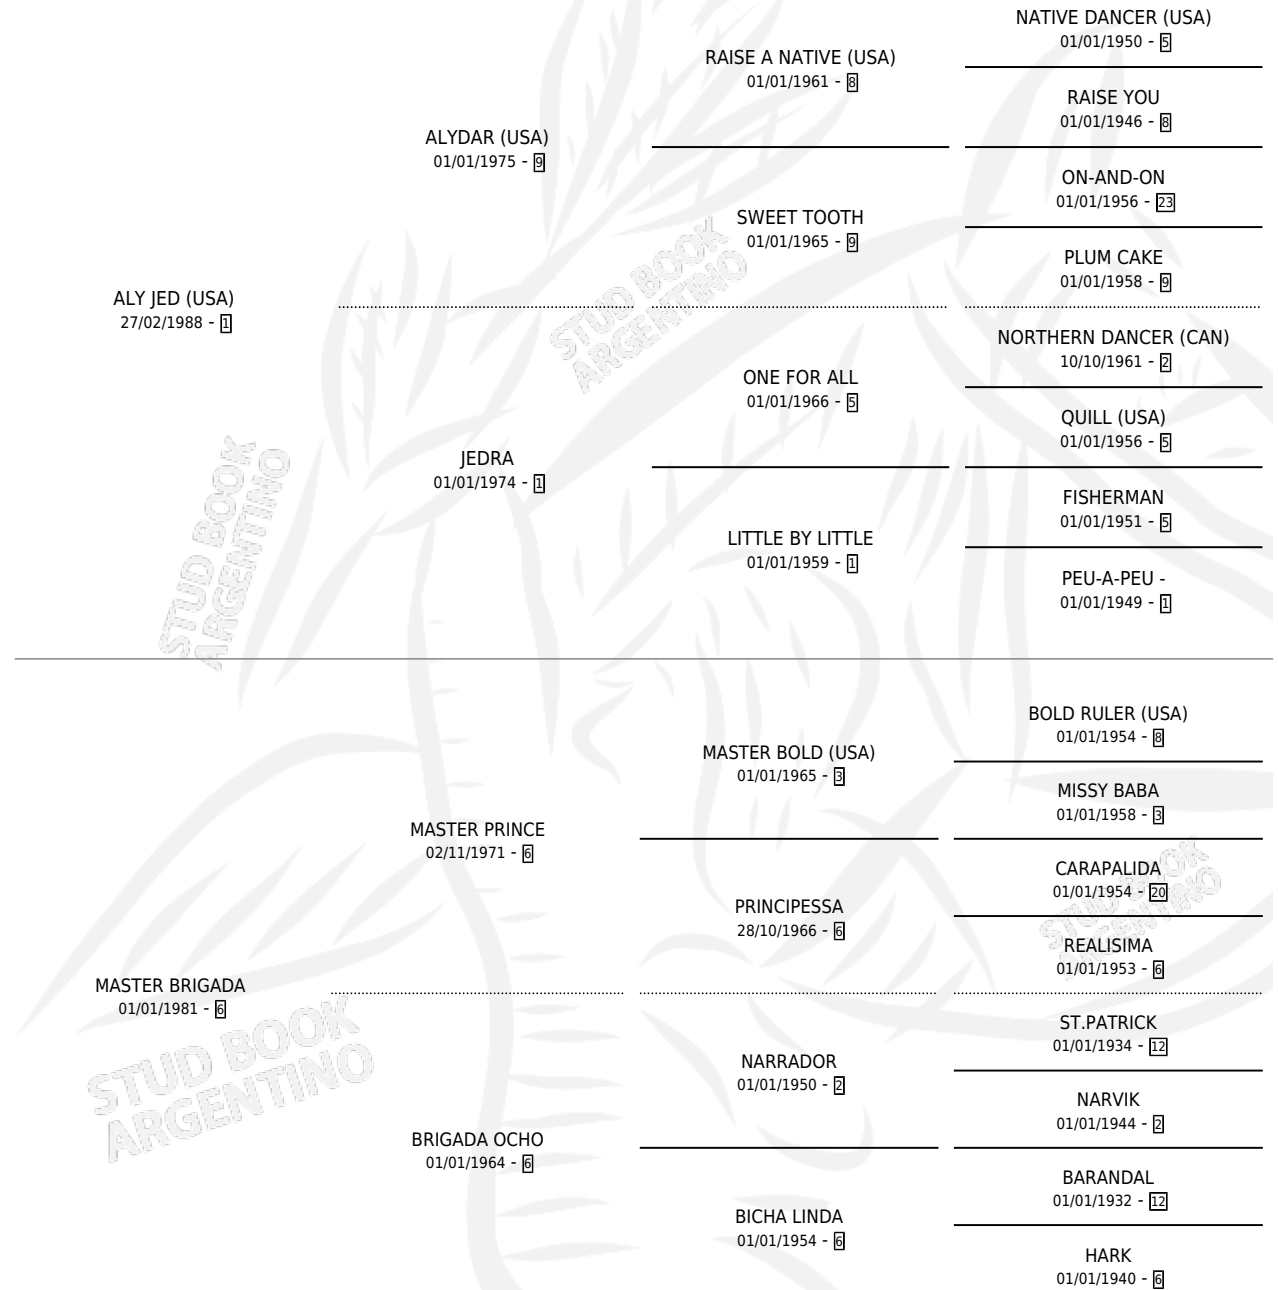 NATIVE DANCER (USA)
01/01/1950 - 5
RAISE A NATIVE (USA)
01/01/1961 - 8
RAISE YOU
01/01/1946 - 8
ALYDAR (USA)
01/01/1975 - 9
ON-AND-ON
01/01/1956 - 23
SWEET TOOTH
01/01/1965 - 9
PLUM CAKE
01/01/1958 - 9
ALY JED (USA)
27/02/1988 - 1
STUD BOOK
ARGENTINO
NORTHERN DANCER (CAN)
10/10/1961 - 2
ONE FOR ALL
01/01/1966 - 5
QUILL (USA)
01/01/1956 - 5
JEDRA
01/01/1974 - 1
FISHERMAN
01/01/1951 - 5
LITTLE BY LITTLE
01/01/1959 - 1
PEU-A-PEU -
01/01/1949 - 1
STUD BOOK
ARGENTINO
BOLD RULER (USA)
01/01/1954 - 8
MASTER BOLD (USA)
01/01/1965 - 3
MISSY BABA
01/01/1958 - 3
MASTER PRINCE
02/11/1971 - 6
CARAPALIDA
01/01/1954 - 20
PRINCIPESSA
28/10/1966 - 6
REALISIMA
01/01/1953 - 6
STUD BOOK
ARGENTINO
MASTER BRIGADA
01/01/1981 - 6
ST.PATRICK
01/01/1934 - 12
NARRADOR
01/01/1950 - 2
NARVIK
01/01/1944 - 2
STUD BOOK
ARGENTINO
BRIGADA OCHO
01/01/1964 - 6
BARANDAL
01/01/1932 - 12
BICHA LINDA
01/01/1954 - 6
HARK
01/01/1940 - 6